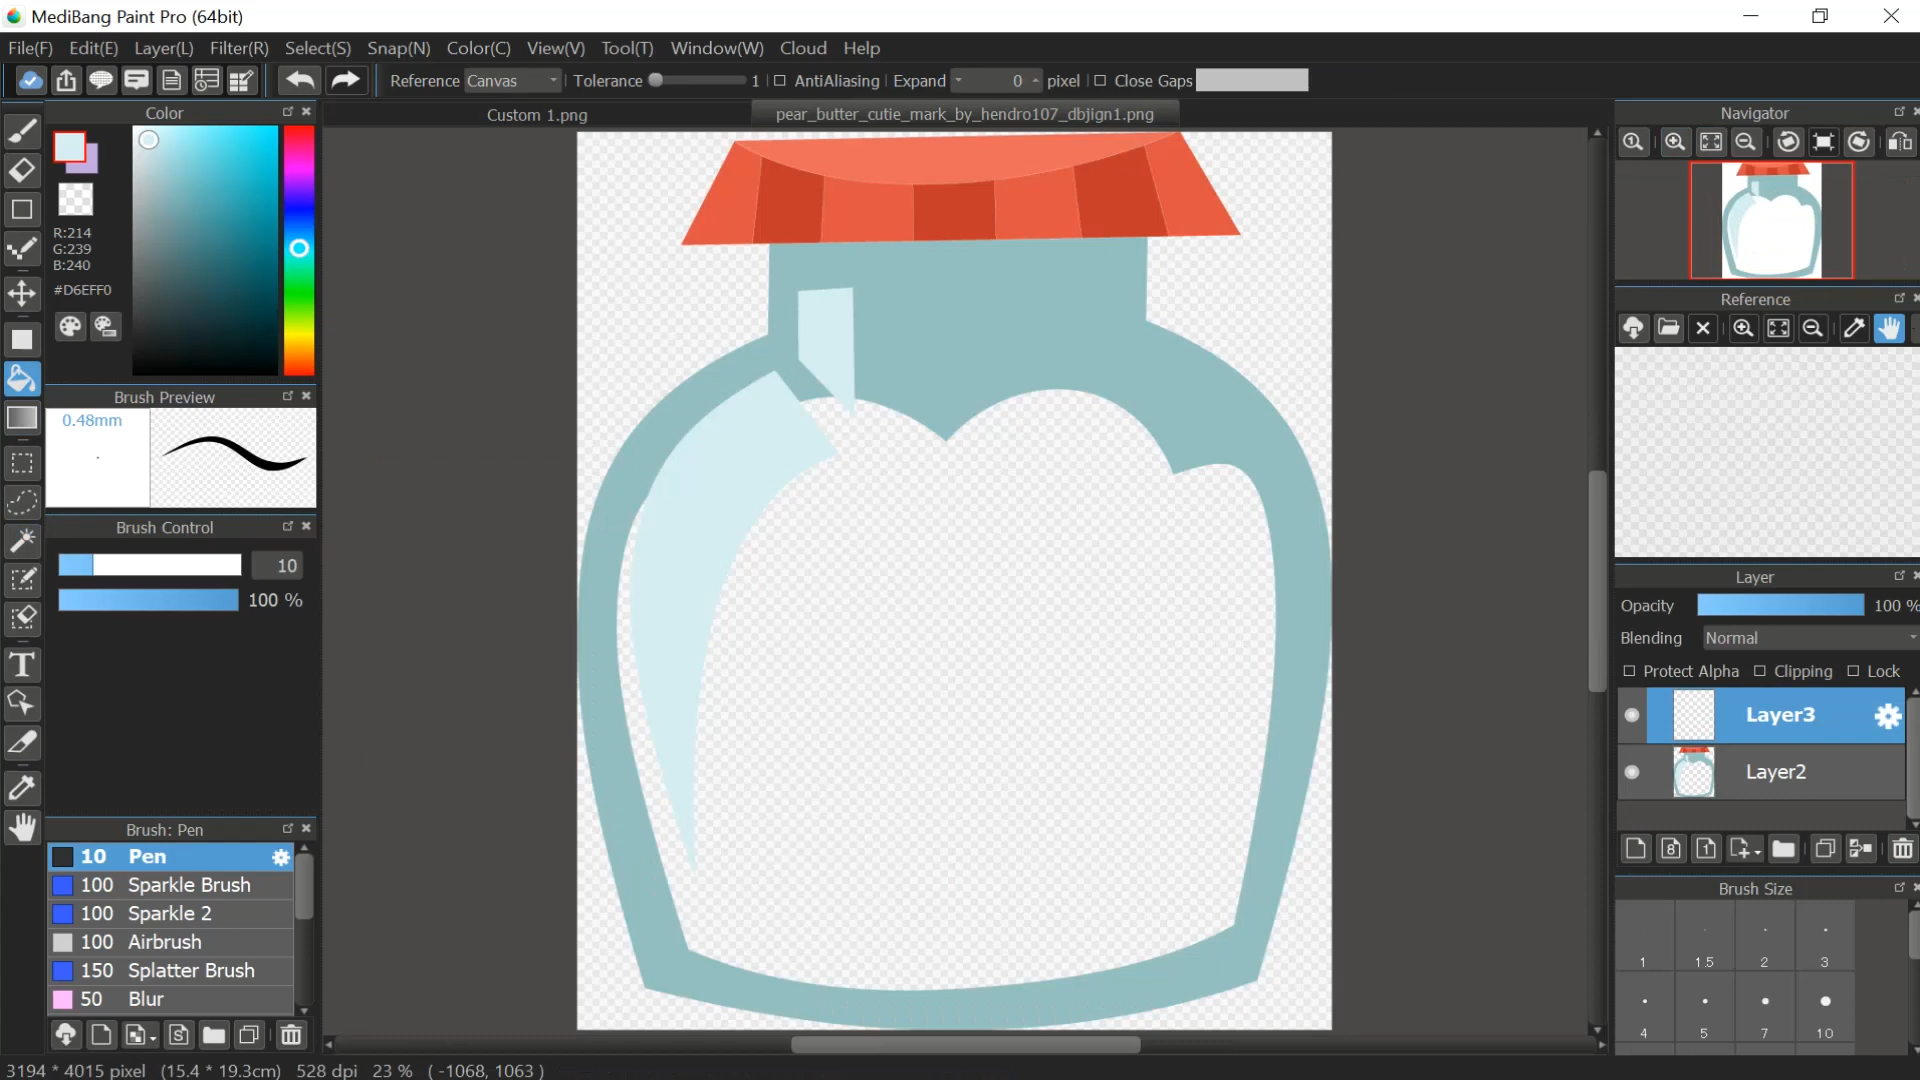 MediBang Paint Pro (64bit)
File(F) Edit(E) Layer(L) Filter(R) Select(S) Snap(N) Color(C) View(V) Tool(T) Window(W) Cloud Help
Reference Canvas Tolerance 1 AntiAliasing Expand 0 pixel Close Gaps
Color
Custom 1.png
pear_butter_cutie_mark_by_hendro107_dbjign1.png
Navigator
R:214
G:239
B:240
#D6EFF0
Reference
Brush Preview
0.48mm
Brush Control
10
100 %
Layer
Opacity 100 %
Blending Normal
Protect Alpha Clipping Lock
Layer3
Layer2
Brush: Pen
10 Pen
100 Sparkle Brush
100 Sparkle 2
100 Airbrush
150 Splatter Brush
50 Blur
Brush Size
1 1.5 2 3
4 5 7 10
3194 * 4015 pixel (15.4 * 19.3cm) 528 dpi 23 % ( -1068, 1063 )